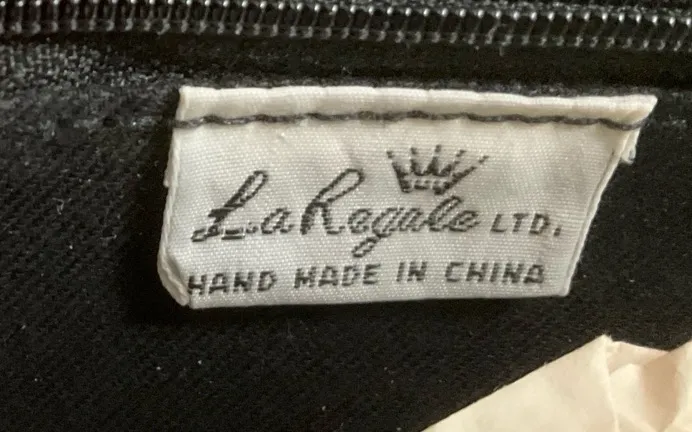 La Regale LTD.
HAND MADE IN CHINA